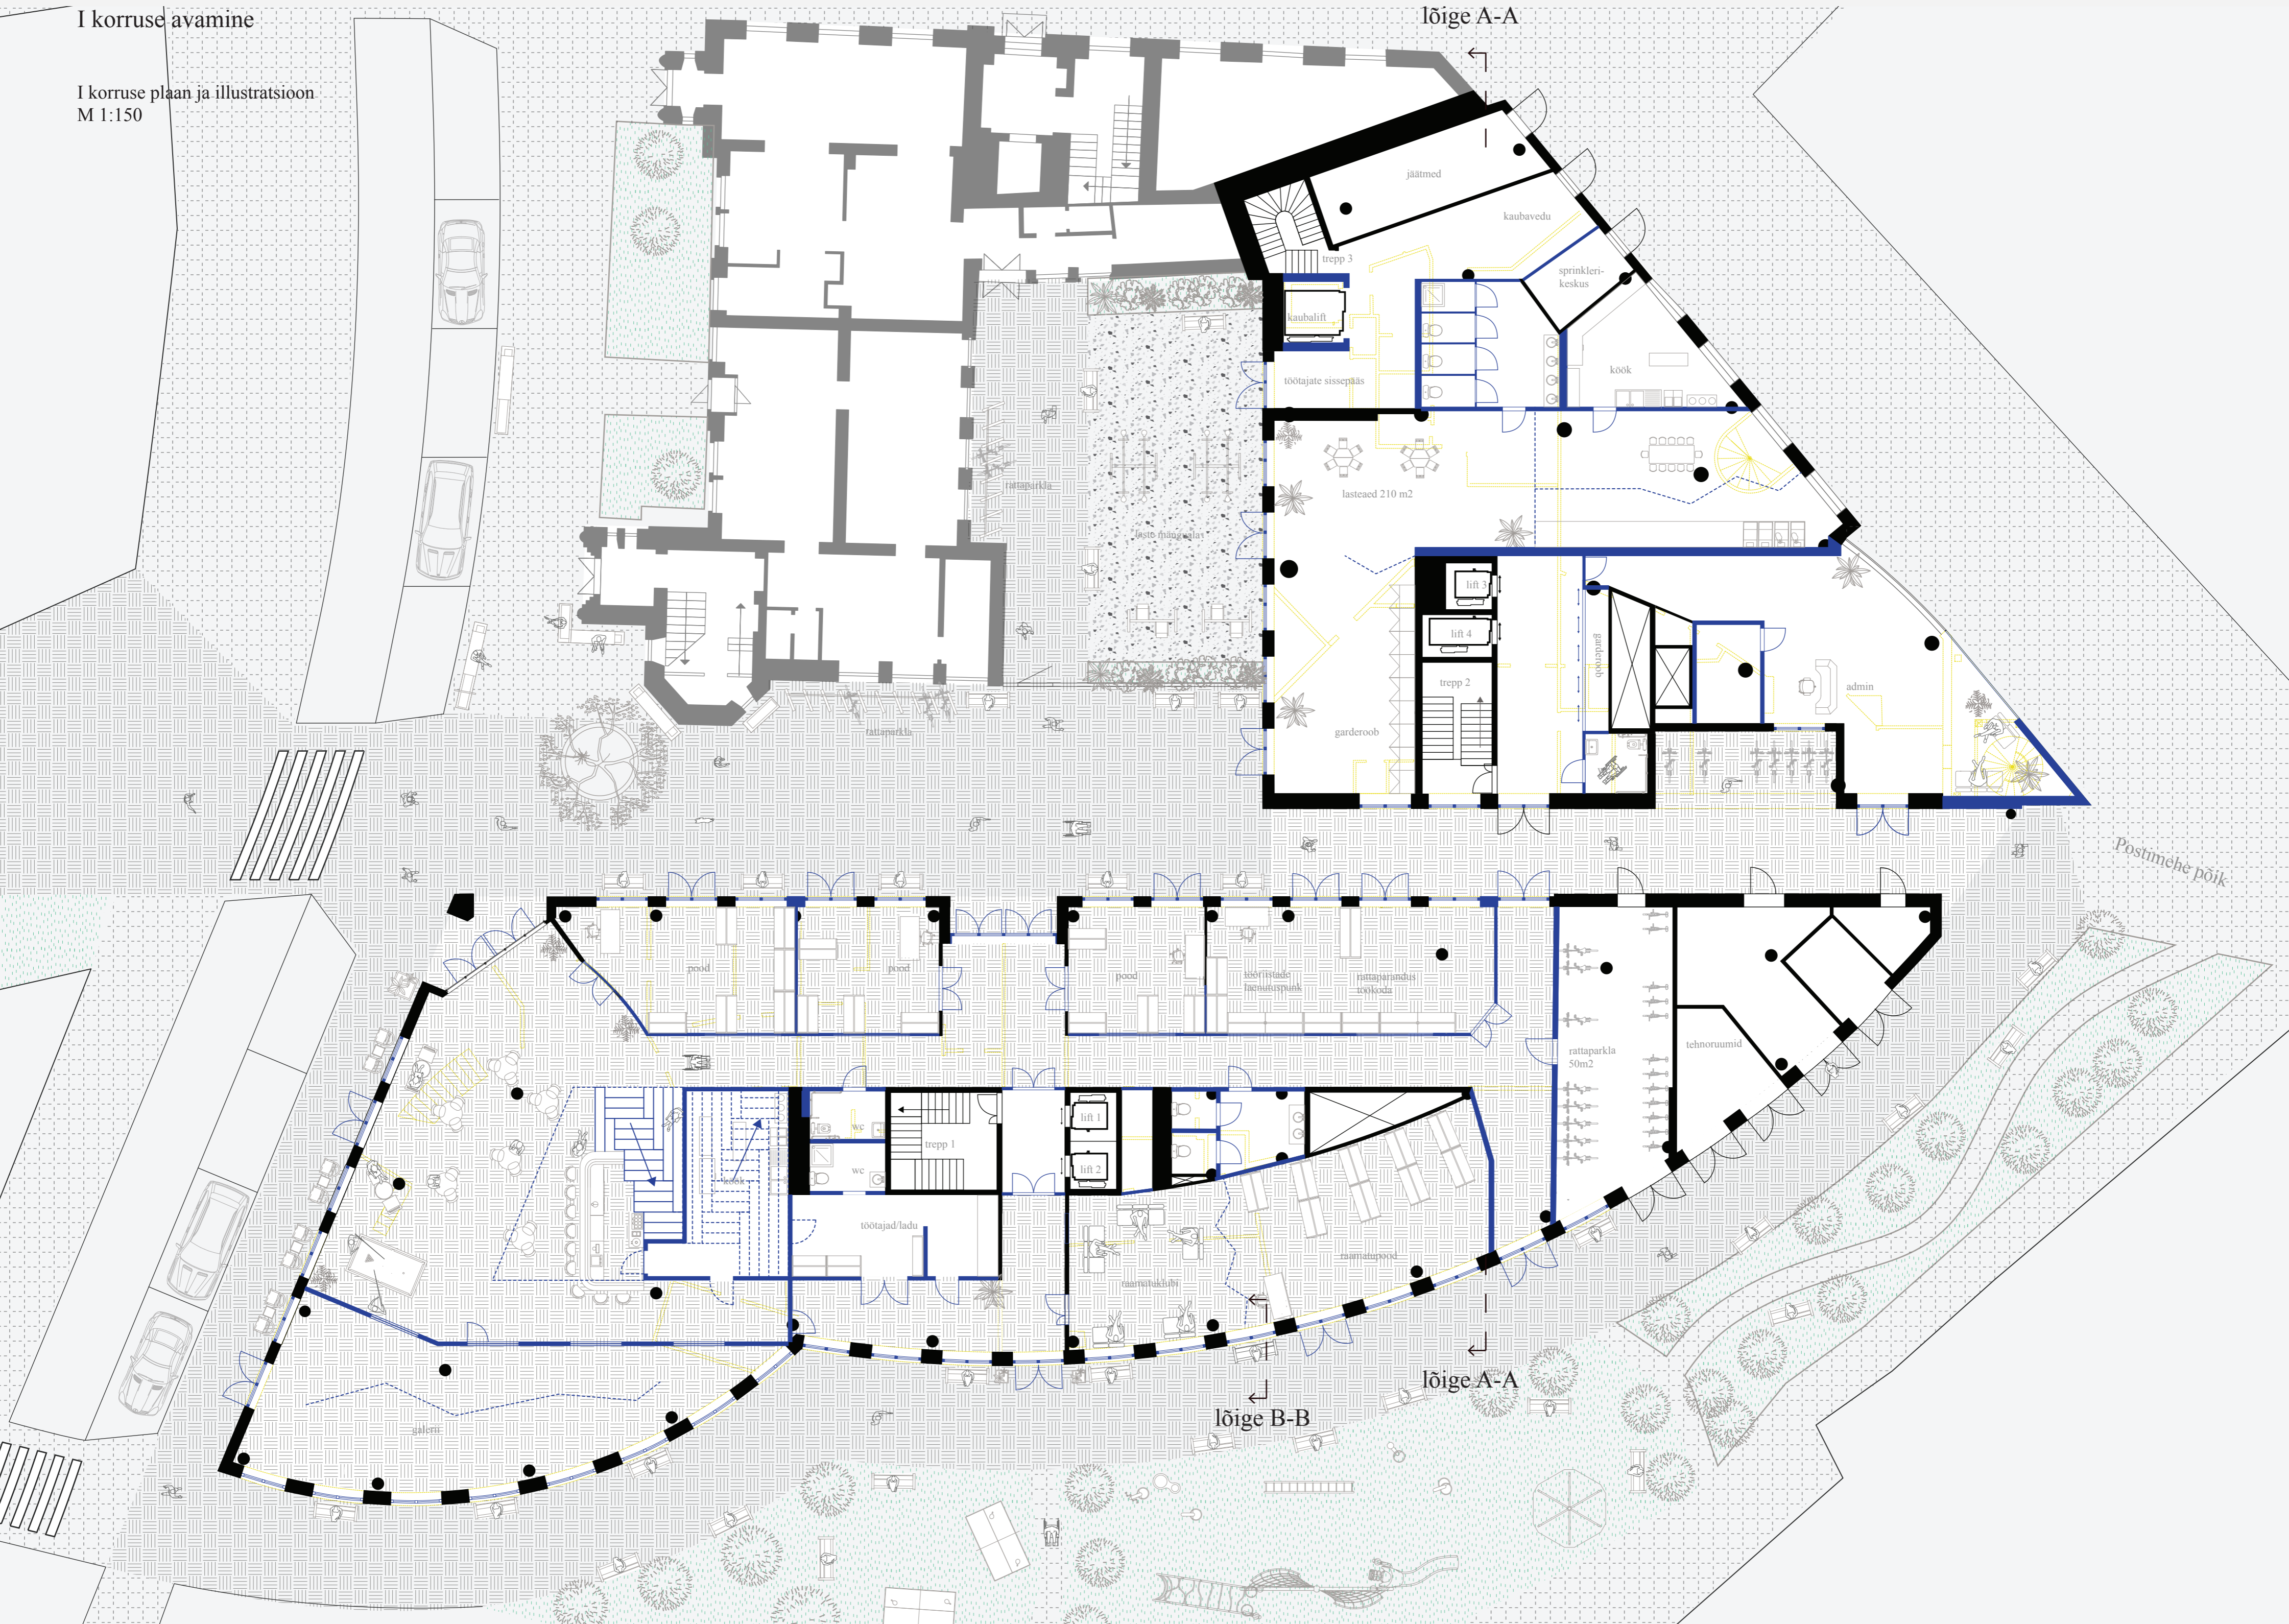 I korruse avamine
lõige A-A
I korruse plaan ja illustratsioon
M 1:150
jäätmed
kaubavedu
trepp 3
sprinkleri-
keskus
kaubalift
töötajate sissepääs
köök
rattaparkla
lasteaed 210 m2
laste mänguala
lift 3
lift 4
garderoob
trepp 2
admin
rattaparkla
garderoob
Postimehe põik
pood
pood
pood
tööriistade
laenutuspunk
rattaparandus
töökoda
rattaparkla
50m2
tehnoruumid
wc
trepp 1
lift 1
wc
lift 2
köök
töötajad/ladu
raamatupood
raamatuklubi
lõige A-A
lõige B-B
galerii